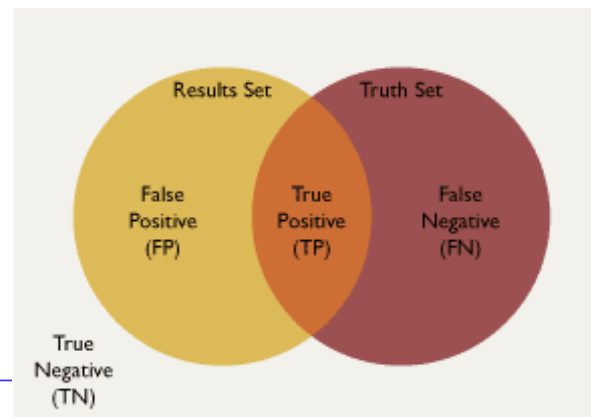 Results Set
Truth Set
False
Positive
(FP)
True
Positive
(TP)
False
Negative
(FN)
True
Negative
(TN)